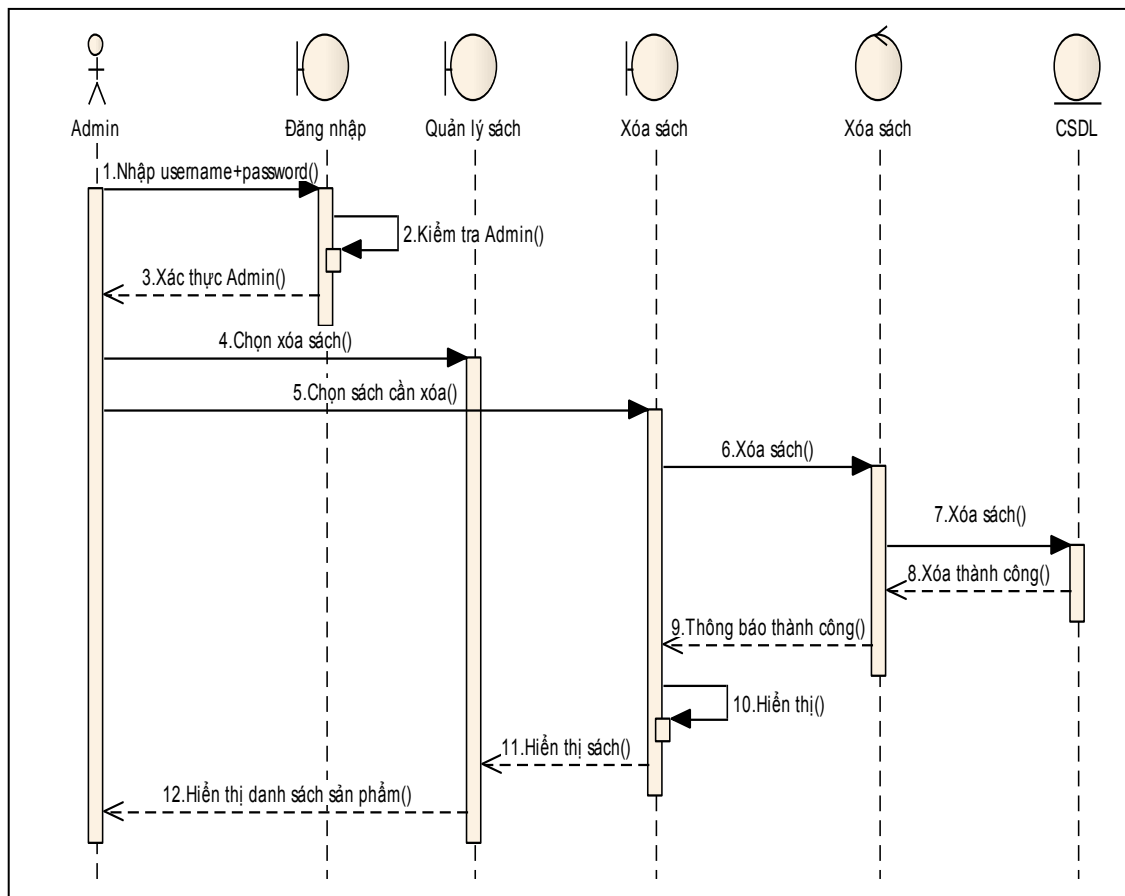 Admin
Đăng nhập
Quản lý sách
Xóa sách
Xóa sách
CSDL
1.Nhập username+password()
2.Kiểm tra Admin()
3.Xác thực Admin()
4.Chọn xóa sách()
5.Chọn sách cần xóa()
6.Xóa sách()
7.Xóa sách()
8.Xóa thành công()
9.Thông báo thành công()
10.Hiển thị()
11.Hiển thị sách()
12.Hiển thị danh sách sản phẩm()